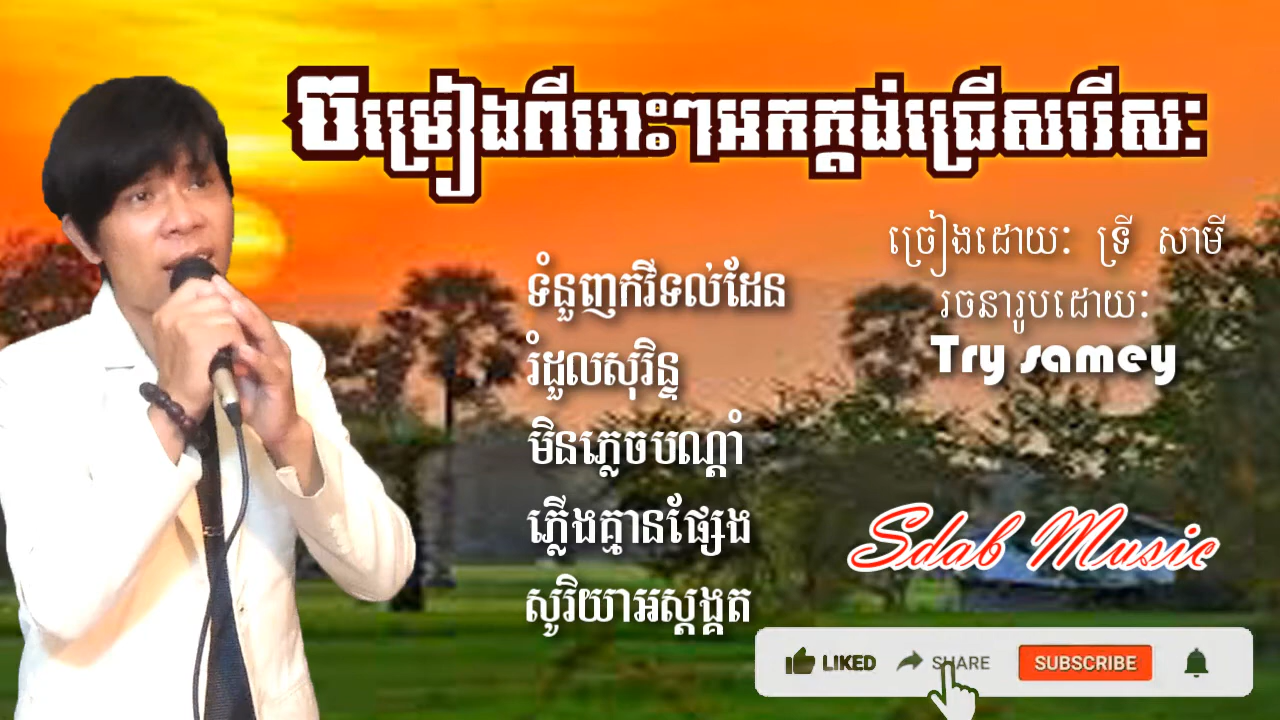 ចម្រៀងពីរោះៗអកក្តង់ជ្រើសរើសៈ
ច្រៀងដោយៈ ទ្រី សាមី
រចនារូបដោយៈ
Try samey
ទំនួញកវីទល់ដែន
រំដួលសុរិន្ទ
មិនភ្លេចបណ្តាំ
ភ្លើងគ្មានផ្សែង
សូរិយាអស្តង្គត
Sdab Music
LIKED SHARE SUBSCRIBE